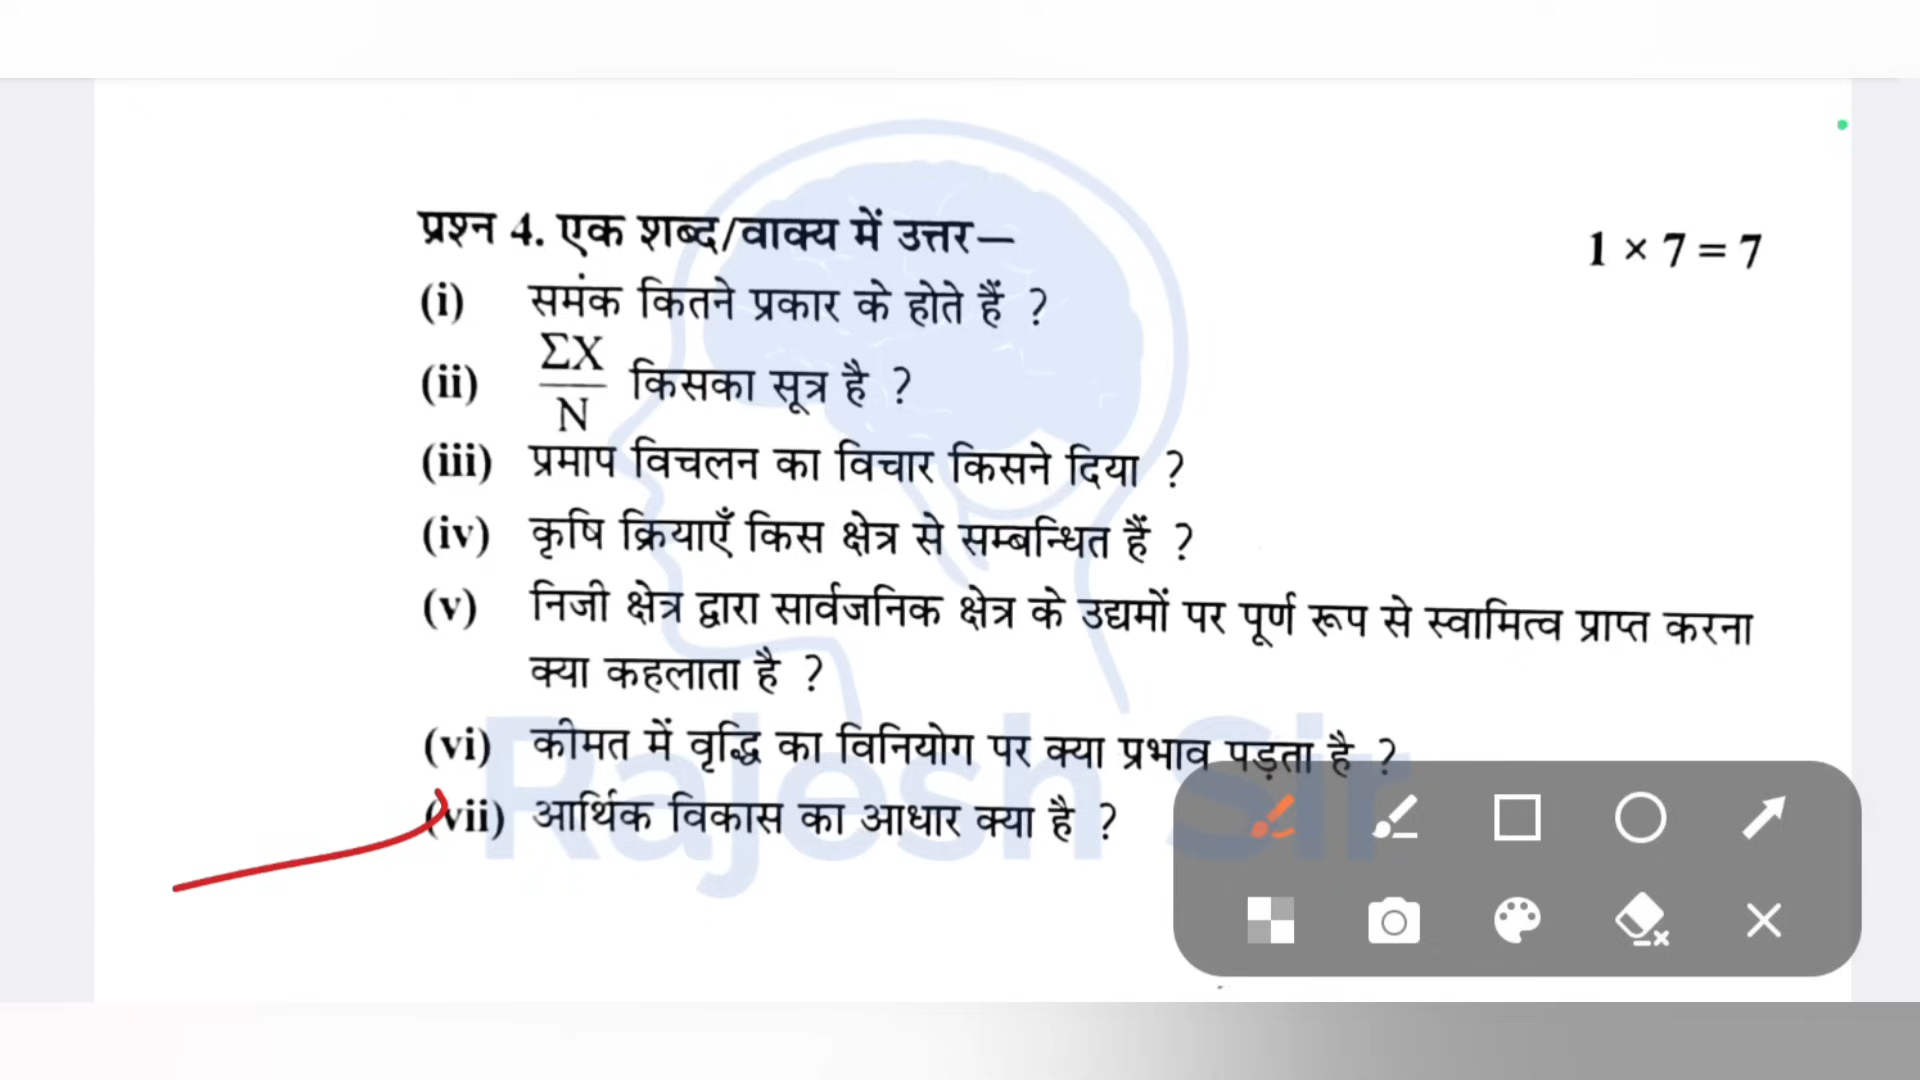 प्रश्न 4. एक शब्द/वाक्य में उत्तर— 1 × 7 = 7
(i) समंक कितने प्रकार के होते हैं ?
(ii) ΣX/N किसका सूत्र है ?
(iii) प्रमाप विचलन का विचार किसने दिया ?
(iv) कृषि क्रियाएँ किस क्षेत्र से सम्बन्धित हैं ?
(v) निजी क्षेत्र द्वारा सार्वजनिक क्षेत्र के उद्यमों पर पूर्ण रूप से स्वामित्व प्राप्त करना
क्या कहलाता है ?
(vi) कीमत में वृद्धि का विनियोग पर क्या प्रभाव पड़ता है ?
(vii) आर्थिक विकास का आधार क्या है ?
Rajesh Sir